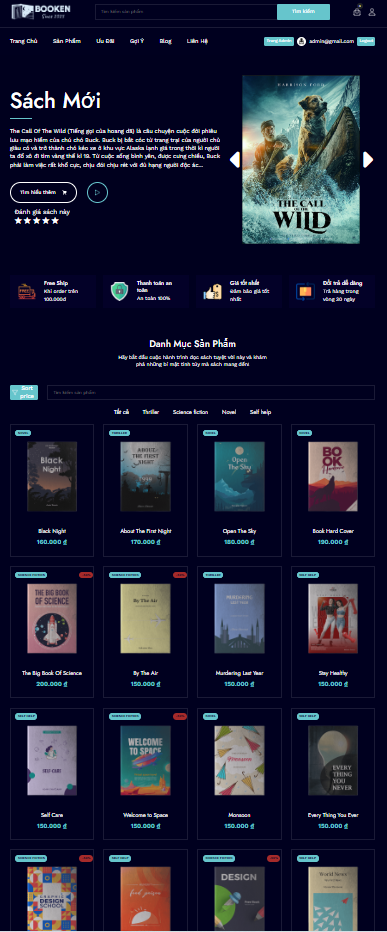 BOOKEN
Since 2022
Tìm kiếm sản phẩm
Tìm kiếm
Trang Chủ
Sản Phẩm
Ưu Đãi
Gợi Ý
Blog
Liên Hệ
Trang Admin
admin@gmail.com
Logout
Sách Mới
The Call Of The Wild (Tiếng gọi của hoang dã) là câu chuyện cuộc đời phiêu
lưu mạo hiểm của chú chó Buck. Buck bị bắt cóc từ trang trại của người chủ
giàu có và trở thành chó kéo xe ở khu vực Alaska lạnh giá trong thời kì người
ta đổ xô đi tìm vàng thế kỉ 19. Từ cuộc sống bình yên, được cưng chiều, Buck
phải làm việc rất khổ cực, chịu đòi chịu rét với đủ hạng người độc ác...
Tìm hiểu thêm
Đánh giá sách này
HARRISON FORD
THE CALL
OF THE
WILD
Free Ship
Khi order trên
100.000đ
Thanh toán an
toàn
An toàn 100%
Giá tốt nhất
Đảm bảo giá tốt
nhất
Đổi trả dễ dàng
Trả hàng trong
vòng 30 ngày
Danh Mục Sản Phẩm
Hãy bắt đầu cuộc hành trình đọc sách tuyệt vời này và khám
phá những bí mật tinh túy mà sách mang đến!
Sort
price
Tìm kiếm sản phẩm
Tất cả
Thriller
Science fiction
Novel
Self help
NOVEL
Black
Night
Black Night
160.000 ₫
THRILLER
ABOUT
THE FIRST
NIGHT
About The First Night
170.000 ₫
NOVEL
Open
The Sky
Open The Sky
180.000 ₫
NOVEL
BO
OK
Book Hard Cover
190.000 ₫
SCIENCE FICTION
THE BIG BOOK
OF SCIENCE
The Big Book Of Science
200.000 ₫
SCIENCE FICTION
By The Air
By The Air
150.000 ₫
THRILLER
MURDERING
LAST YEAR
Murdering Last Year
150.000 ₫
SELF HELP
Stay Healthy
150.000 ₫
SELF HELP
SELF CARE
Self Care
150.000 ₫
SCIENCE FICTION
WELCOME
TO SPACE
Welcome to Space
150.000 ₫
NOVEL
Monsoon
150.000 ₫
SELF HELP
EVERY
THING
YOU
NEVER
Every Thing You Ever
150.000 ₫
SCIENCE FICTION
GRAPHIC
DESIGN
SCHOOL
SELF HELP
SCIENCE FICTION
DESIGN
SELF HELP
World News